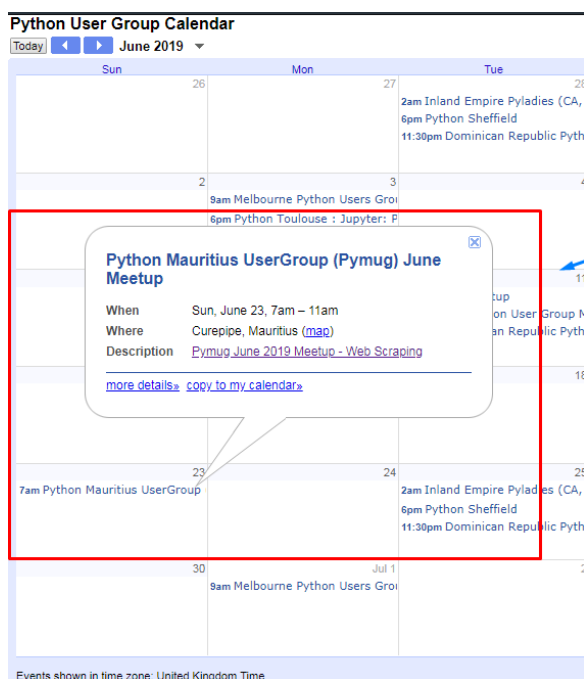 Python User Group Calendar
Today June 2019
Sun Mon Tue
26 27 28
2am Inland Empire Pyladies (CA,
6pm Python Sheffield
11:30pm Dominican Republic Pyth
2 3 4
9am Melbourne Python Users Grou
6pm Python Toulouse : Jupyter: P
Python Mauritius UserGroup (Pymug) June
Meetup
When Sun, June 23, 7am – 11am
Where Curepipe, Mauritius (map)
Description Pymug June 2019 Meetup - Web Scraping
more details» copy to my calendar»
11
tup
on User Group M
an Republic Pyth
18
23 24 25
7am Python Mauritius UserGroup
2am Inland Empire Pyladies (CA,
6pm Python Sheffield
11:30pm Dominican Republic Pyth
30 Jul 1 2
9am Melbourne Python Users Grou
Events shown in time zone: United Kingdom Time